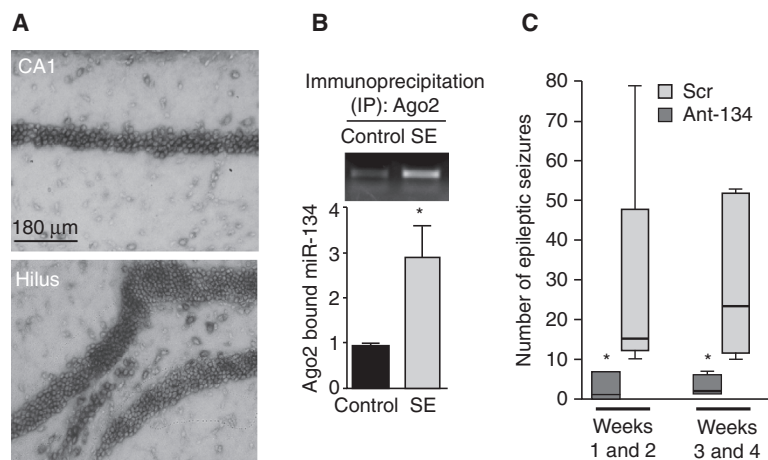 A
CA1
180 μm
Hilus
B
Immunoprecipitation
(IP): Ago2
Control SE
Ago2 bound miR-134
4
3
2
1
0
*
Control SE
C
Number of epileptic seizures
80
70
60
50
40
30
20
10
0
Scr
Ant-134
*
*
Weeks
1 and 2
Weeks
3 and 4